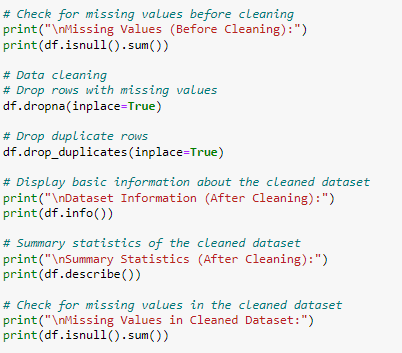 # Check for missing values before cleaning
print("\nMissing Values (Before Cleaning):")
print(df.isnull().sum())
# Data cleaning
# Drop rows with missing values
df.dropna(inplace=True)
# Drop duplicate rows
df.drop_duplicates(inplace=True)
# Display basic information about the cleaned dataset
print("\nDataset Information (After Cleaning):")
print(df.info())
# Summary statistics of the cleaned dataset
print("\nSummary Statistics (After Cleaning):")
print(df.describe())
# Check for missing values in the cleaned dataset
print("\nMissing Values in Cleaned Dataset:")
print(df.isnull().sum())